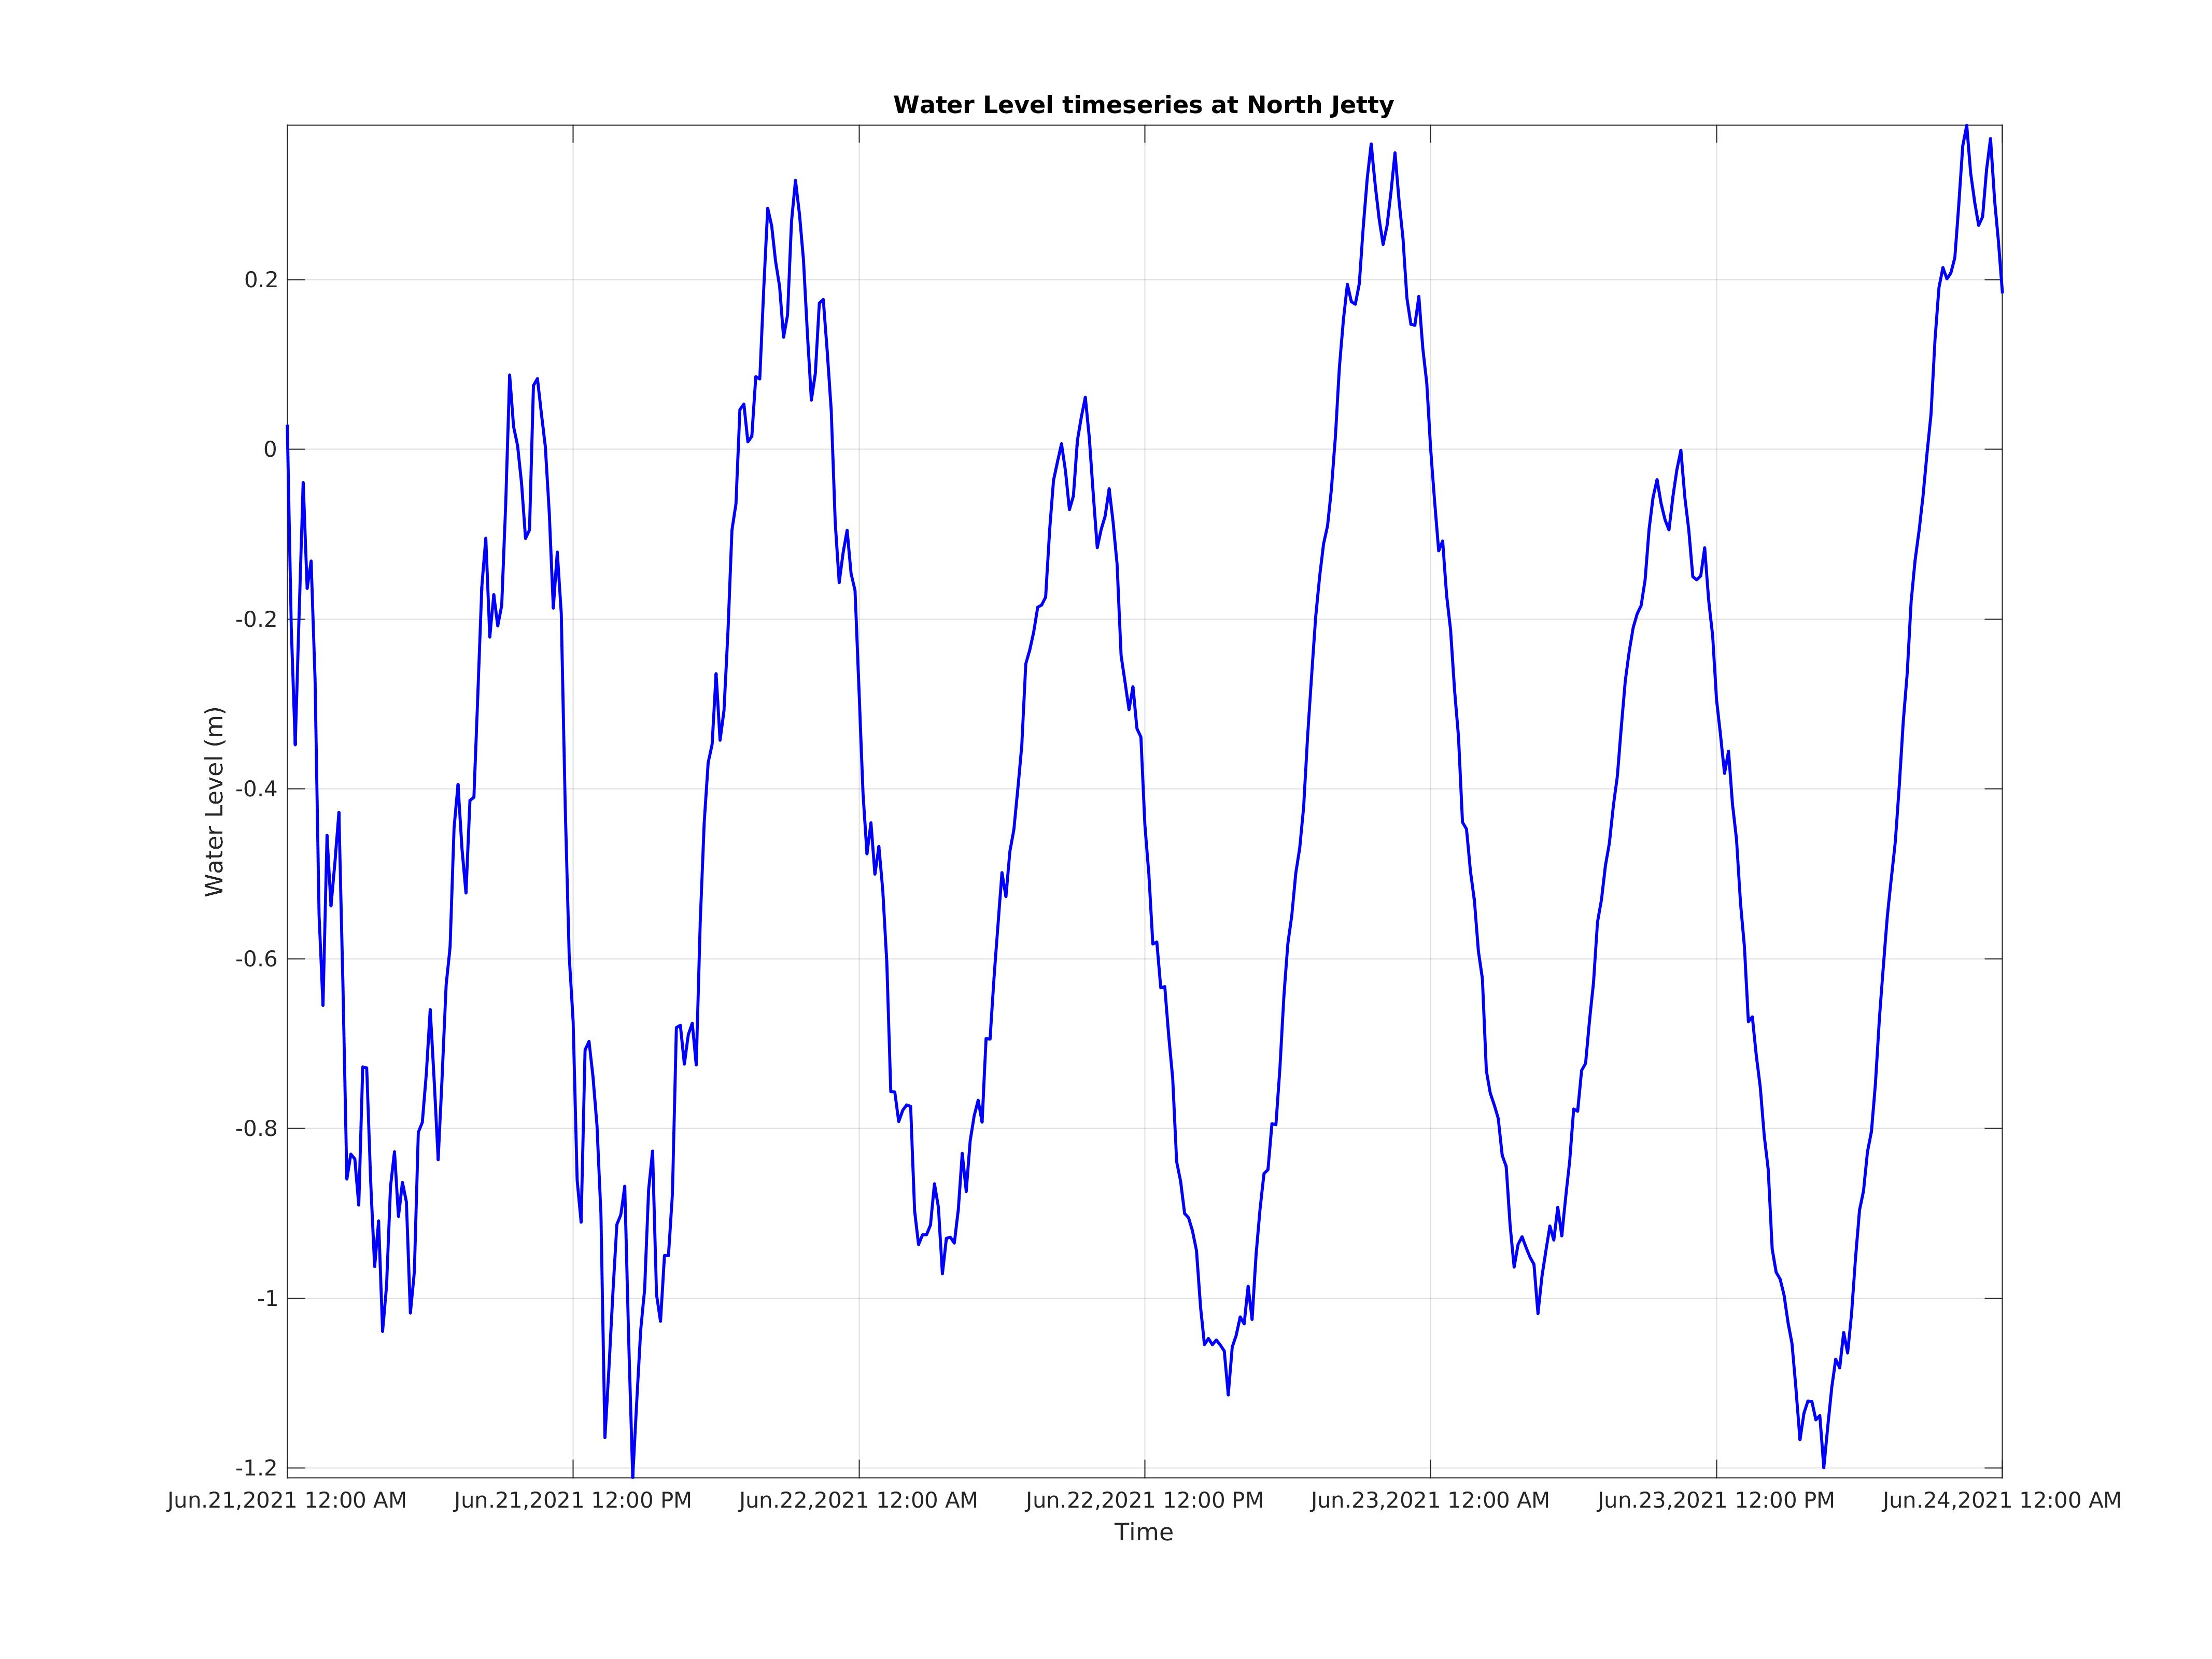 Water Level timeseries at North Jetty
Water Level (m)
0.2
0
-0.2
-0.4
-0.6
-0.8
-1
-1.2
Jun.21,2021 12:00 AM
Jun.21,2021 12:00 PM
Jun.22,2021 12:00 AM
Jun.22,2021 12:00 PM
Jun.23,2021 12:00 AM
Jun.23,2021 12:00 PM
Jun.24,2021 12:00 AM
Time